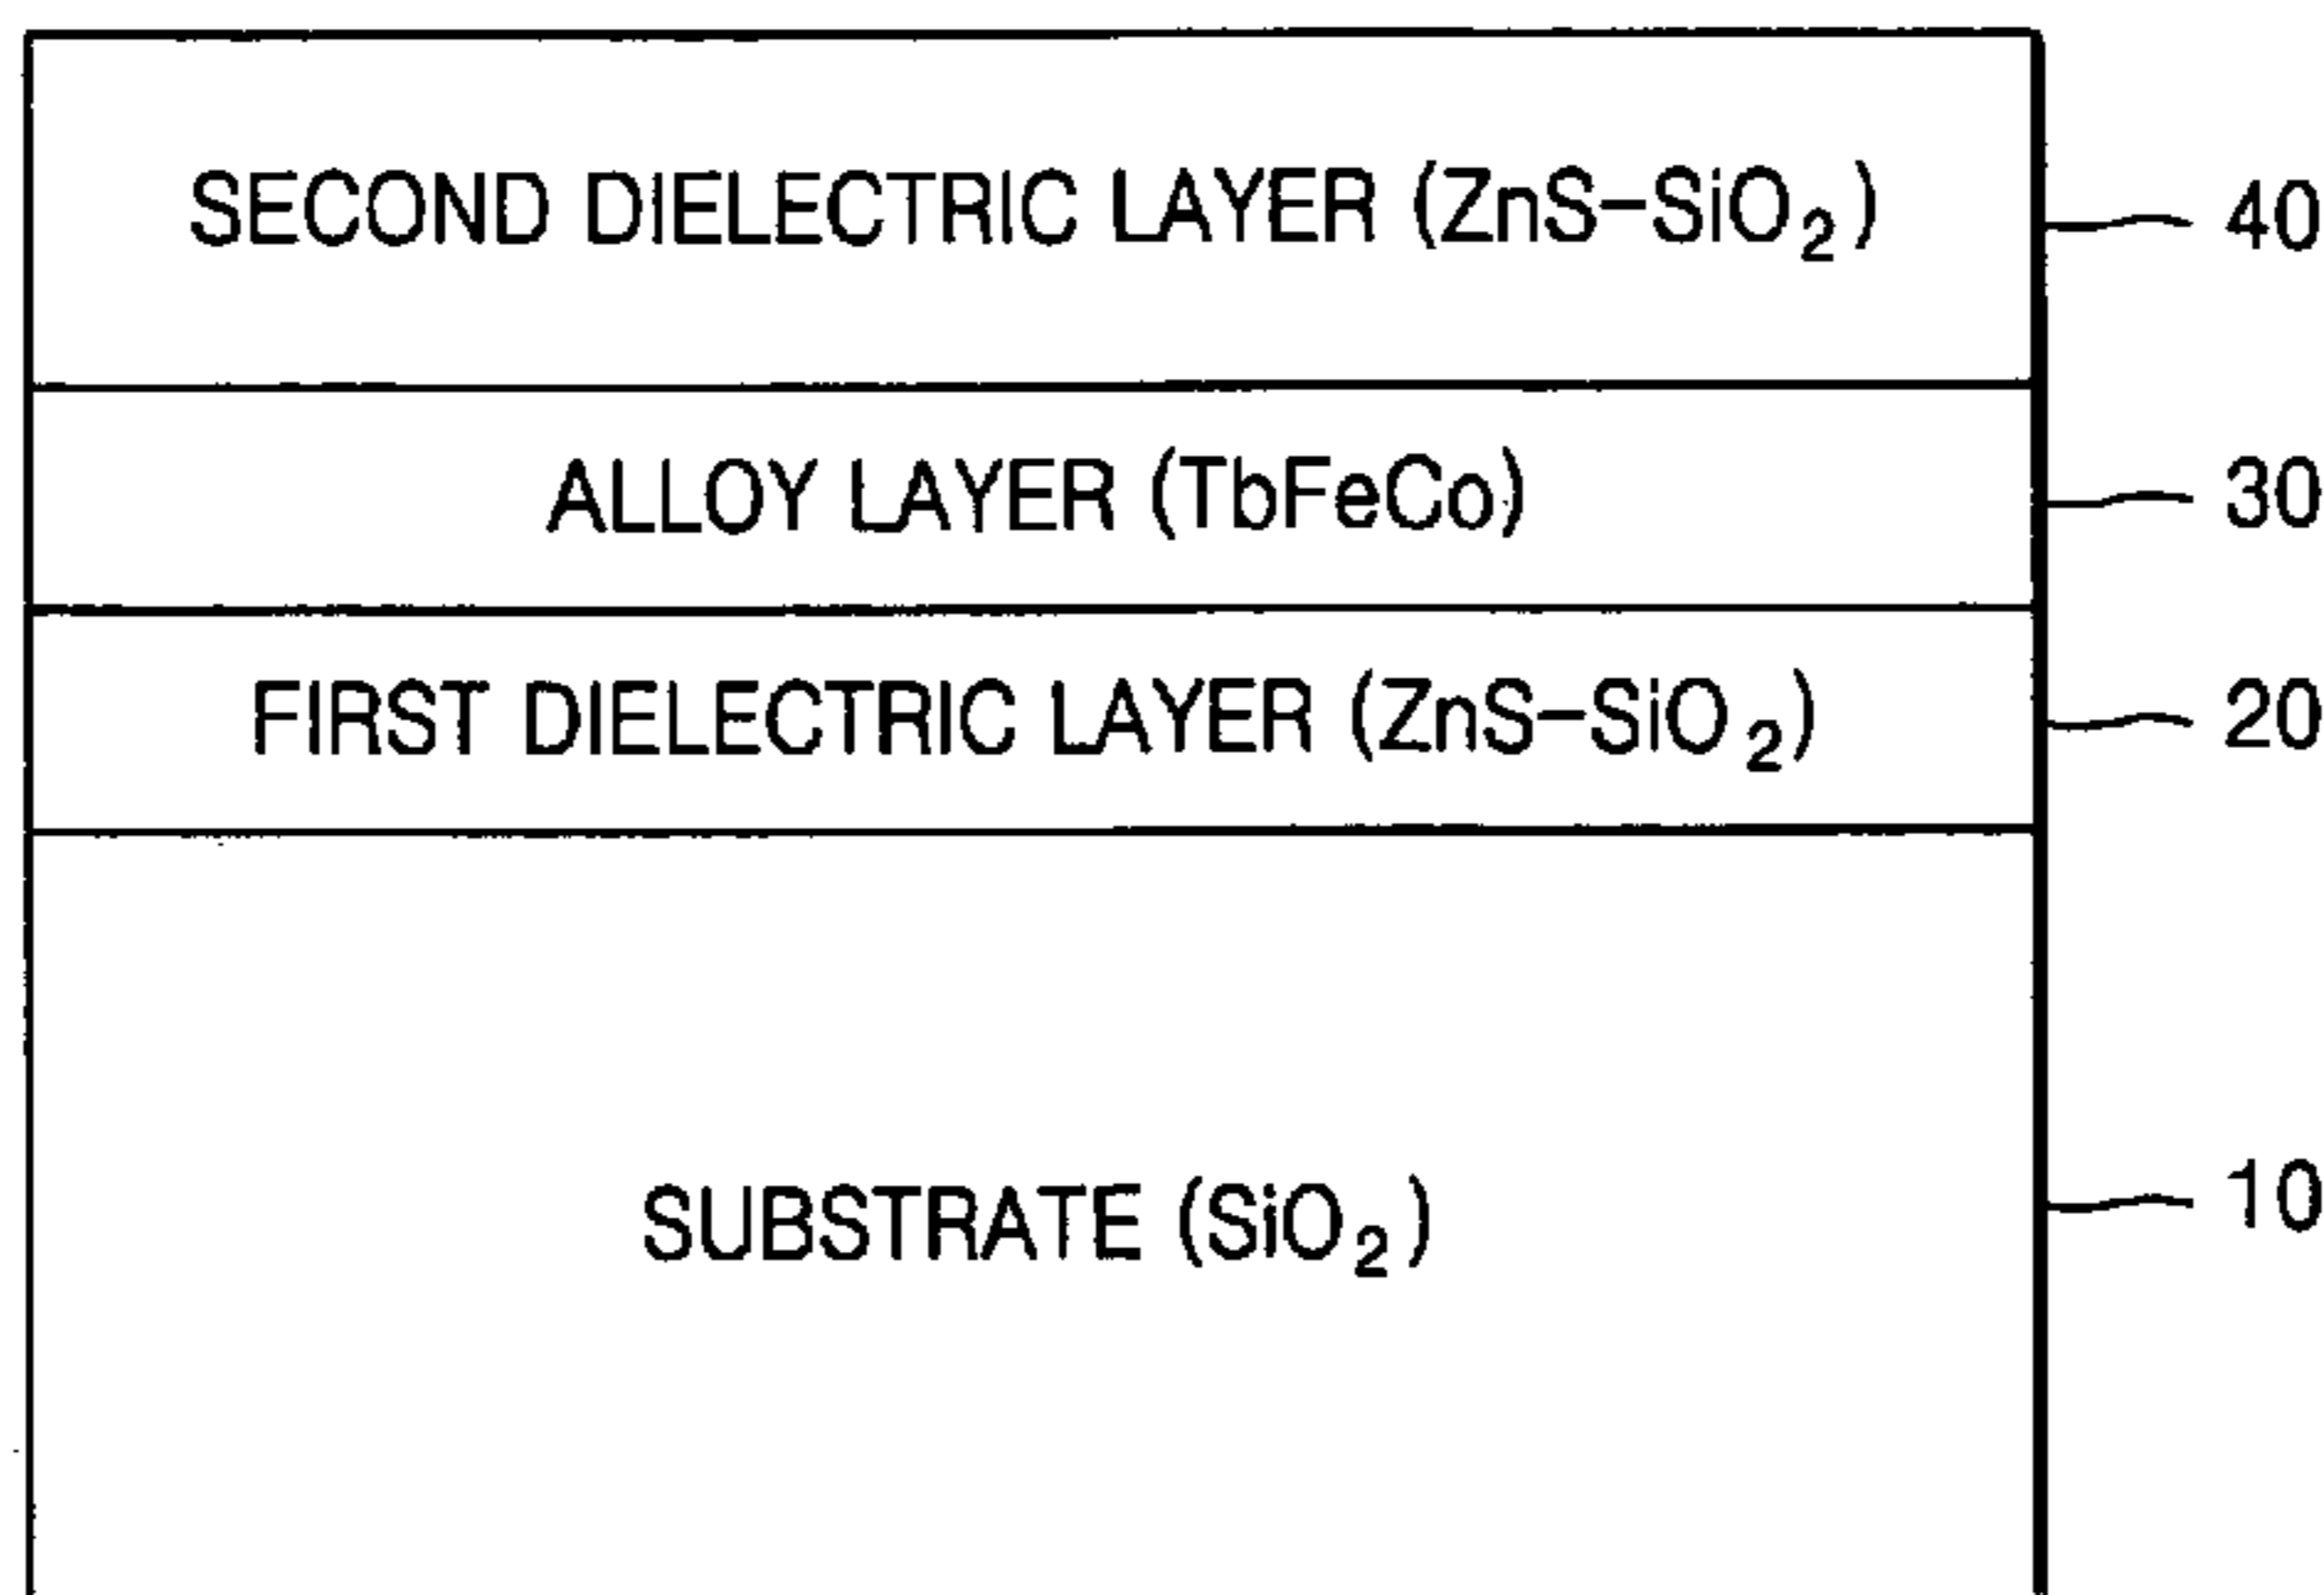 SECOND DIELECTRIC LAYER (ZnS-SiO₂) 40
ALLOY LAYER (TbFeCo) 30
FIRST DIELECTRIC LAYER (ZnS-SiO₂) 20
SUBSTRATE (SiO₂) 10